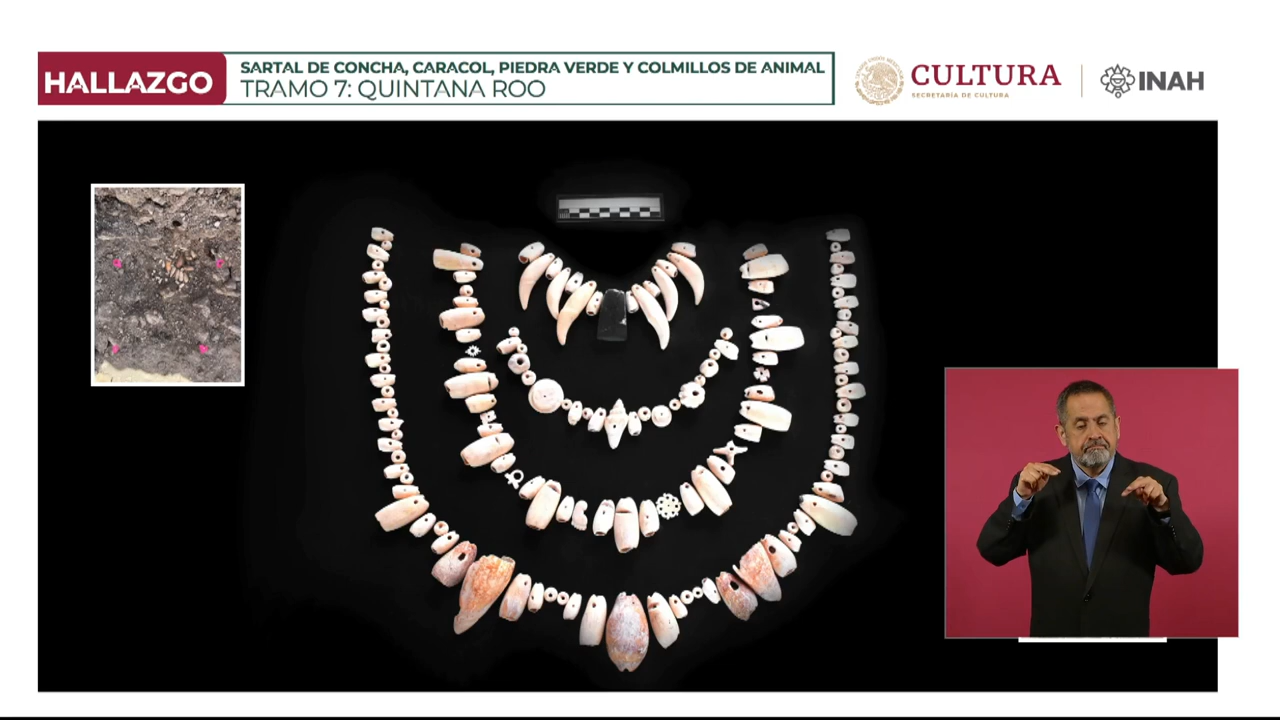 HALLAZGO
SARTAL DE CONCHA, CARACOL, PIEDRA VERDE Y COLMILLOS DE ANIMAL
TRAMO 7: QUINTANA ROO
CULTURA
SECRETARÍA DE CULTURA
INAH